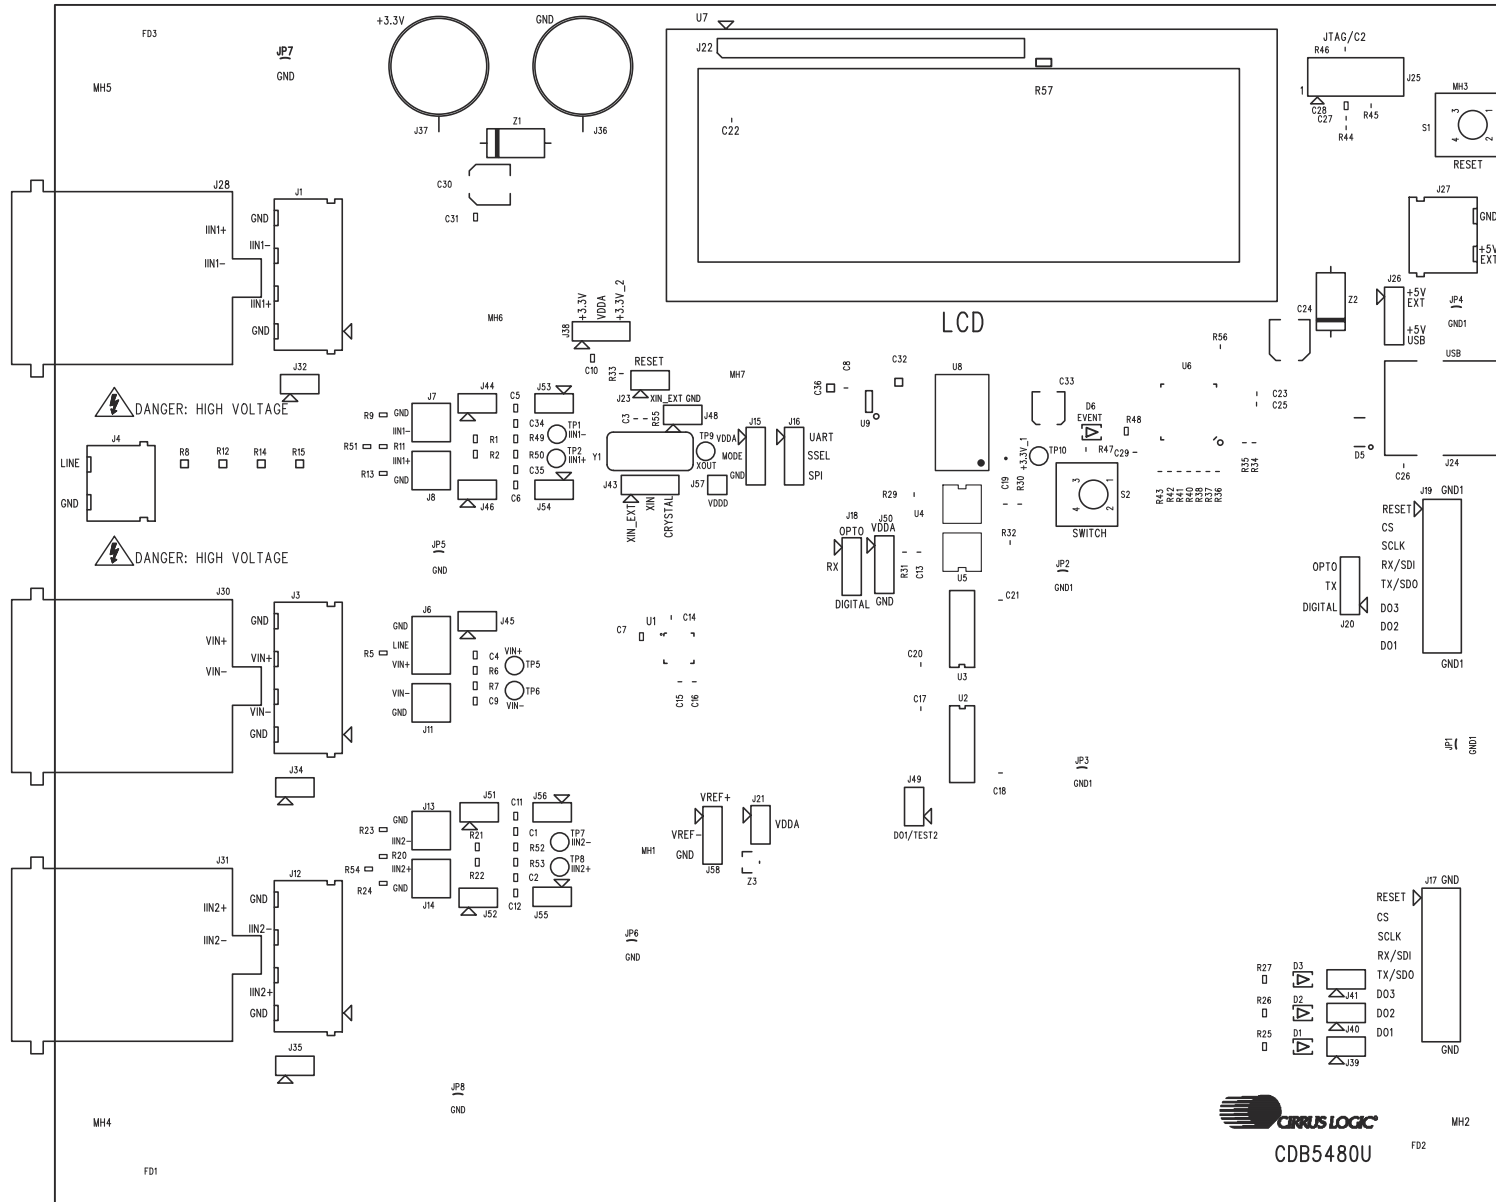 FD3
JP7
GND
MH5
+3.3V
J37
GND
J36
Z1
C30
C31
U7
J22
R57
C22
LCD
JTAG/C2
R46
J25
1
C28
C27
R45
R44
MH3
S1
3
4
1
2
RESET
J27
GND
+5V
EXT
J26
+5V
EXT
+5V
USB
JP4
GND1
Z2
C24
R56
USB
J28
IIN1+
IIN1-
J1
GND
IIN1-
IIN1+
GND
J32
DANGER: HIGH VOLTAGE
J4
LINE
GND
R8
R12
R14
R15
DANGER: HIGH VOLTAGE
MH6
+3.3V
VDDA
+3.3V_2
J38
C10
RESET
R33
J23
XIN_EXT GND
C3
R55
J48
MH7
Y1
TP9
XOUT
J43
XIN_EXT
XIN
CRYSTAL
J57
VDDD
J15
VDDA
MODE
GND
J16
UART
SSEL
SPI
J7
R9
GND
IIN1-
R51
R11
R13
IIN1+
GND
J8
J44
R1
R2
J46
C5
C34
R49
R50
C35
C6
J53
TP1
IIN1-
TP2
IIN1+
J54
C36
C8
U9
C32
U8
C33
D6
EVENT
R48
R47
C29
TP10
+3.3V_1
S2
3
4
1
2
SWITCH
C19
R30
R29
U4
R32
U5
U6
C23
C25
R35
R34
R43
R42
R41
R40
R38
R37
R36
D5
J24
C26
J18
OPTO
RX
DIGITAL
J50
VDDA
GND
R31
C13
JP2
GND1
J19
GND1
RESET
CS
SCLK
RX/SDI
TX/SDO
DO3
DO2
DO1
GND1
OPTO
TX
DIGITAL
J20
JP5
GND
J30
VIN+
VIN-
J3
GND
VIN+
VIN-
GND
J34
J6
GND
LINE
VIN+
R5
VIN-
GND
J11
J45
C4
R6
R7
C9
VIN+
TP5
TP6
VIN-
U1
C7
C14
C15
C16
C21
C20
U3
C17
U2
C18
JP3
GND1
JP1
GND1
J49
DO1/TEST2
J31
IIN2+
IIN2-
J12
GND
IIN2-
IIN2+
GND
J35
J13
GND
IIN2-
R23
R20
R54
R24
IIN2+
GND
J14
J51
R21
R22
J52
C11
C1
R52
R53
C2
C12
J56
TP7
IIN2-
TP8
IIN2+
J55
MH1
VREF+
VREF-
GND
J58
J21
VDDA
Z3
JP6
GND
J17
GND
RESET
CS
SCLK
RX/SDI
TX/SDO
DO3
DO2
DO1
GND
R27
D3
J41
R26
D2
J40
R25
D1
J39
JP8
GND
MH4
FD1
CIRRUS LOGIC®
CDB5480U
MH2
FD2